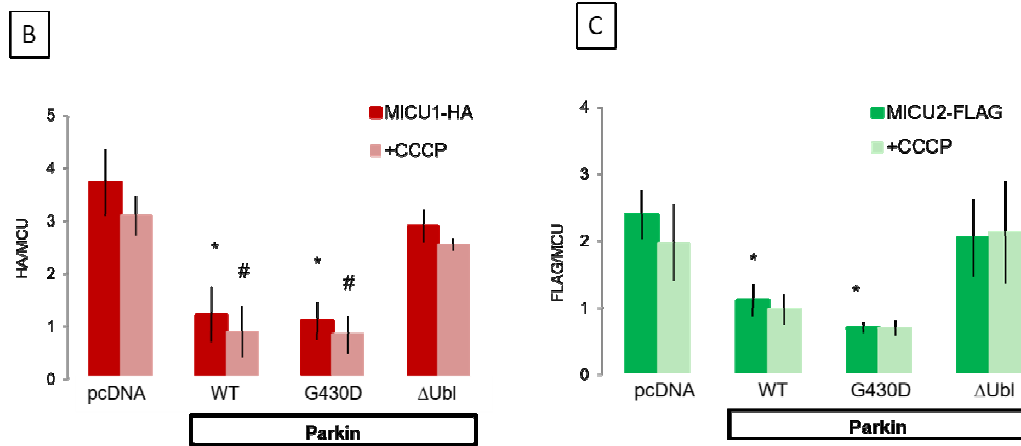 B
HA/MCU
5
4
3
2
1
0
MICU1-HA
+CCCP
*
#
*
#
pcDNA
WT
G430D
ΔUbl
Parkin
C
FLAG/MCU
4
3
2
1
0
MICU2-FLAG
+CCCP
*
*
pcDNA
WT
G430D
ΔUbl
Parkin